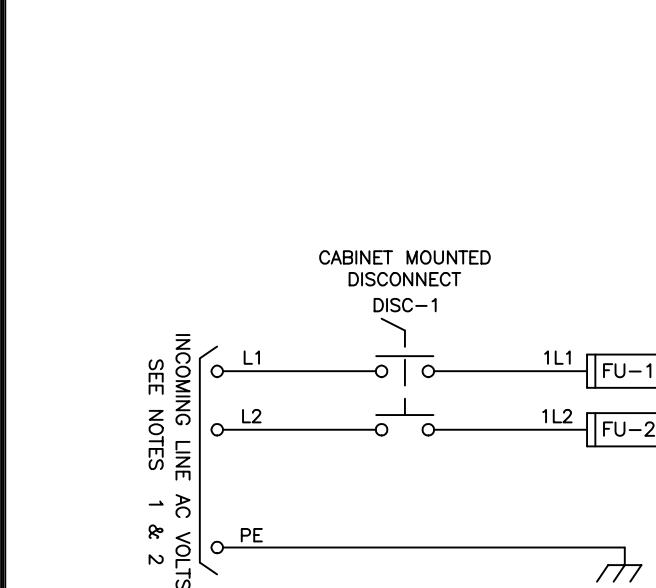 CABINET MOUNTED
DISCONNECT
DISC-1
INCOMING LINE AC VOLTS
SEE NOTES 1 & 2
L1
1L1
FU-1
L2
1L2
FU-2
PE